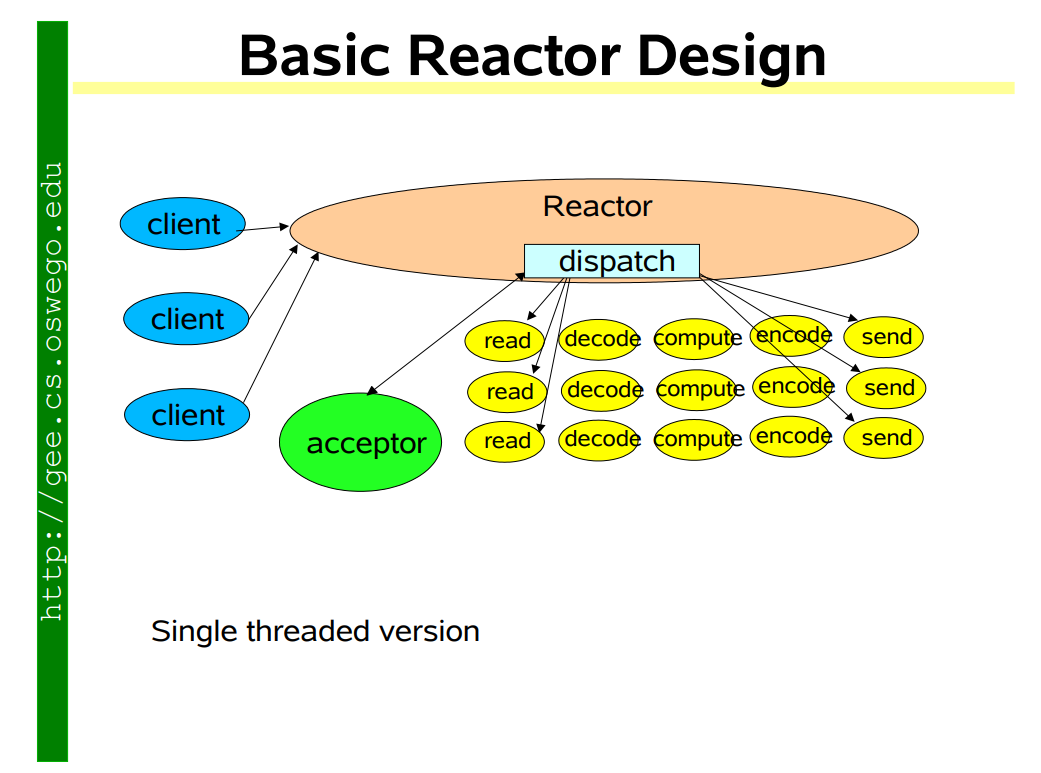 Basic Reactor Design
http://gee.cs.oswego.edu
Reactor
dispatch
client
client
client
acceptor
read decode compute encode send
read decode compute encode send
read decode compute encode send
Single threaded version